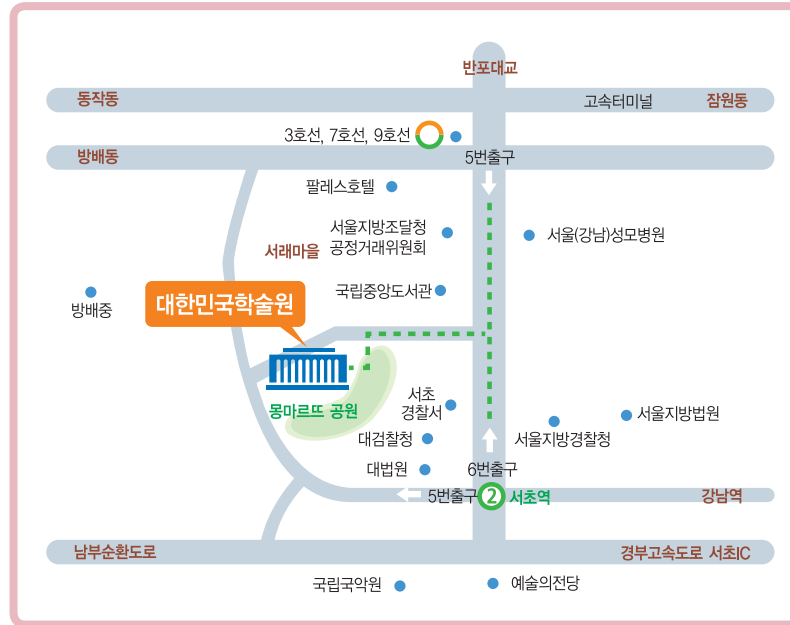 반포대교
동작동
고속터미널
잠원동
3호선, 7호선, 9호선
방배동
5번출구
팔레스호텔
서울지방조달청
공정거래위원회
서래마을
서울(강남)성모병원
국립중앙도서관
대한민국학술원
방배중
몽마르뜨 공원
서초
경찰서
서울지방법원
대검찰청
서울지방경찰청
대법원
6번출구
5번출구
2
서초역
강남역
남부순환도로
경부고속도로 서초IC
국립국악원
예술의전당